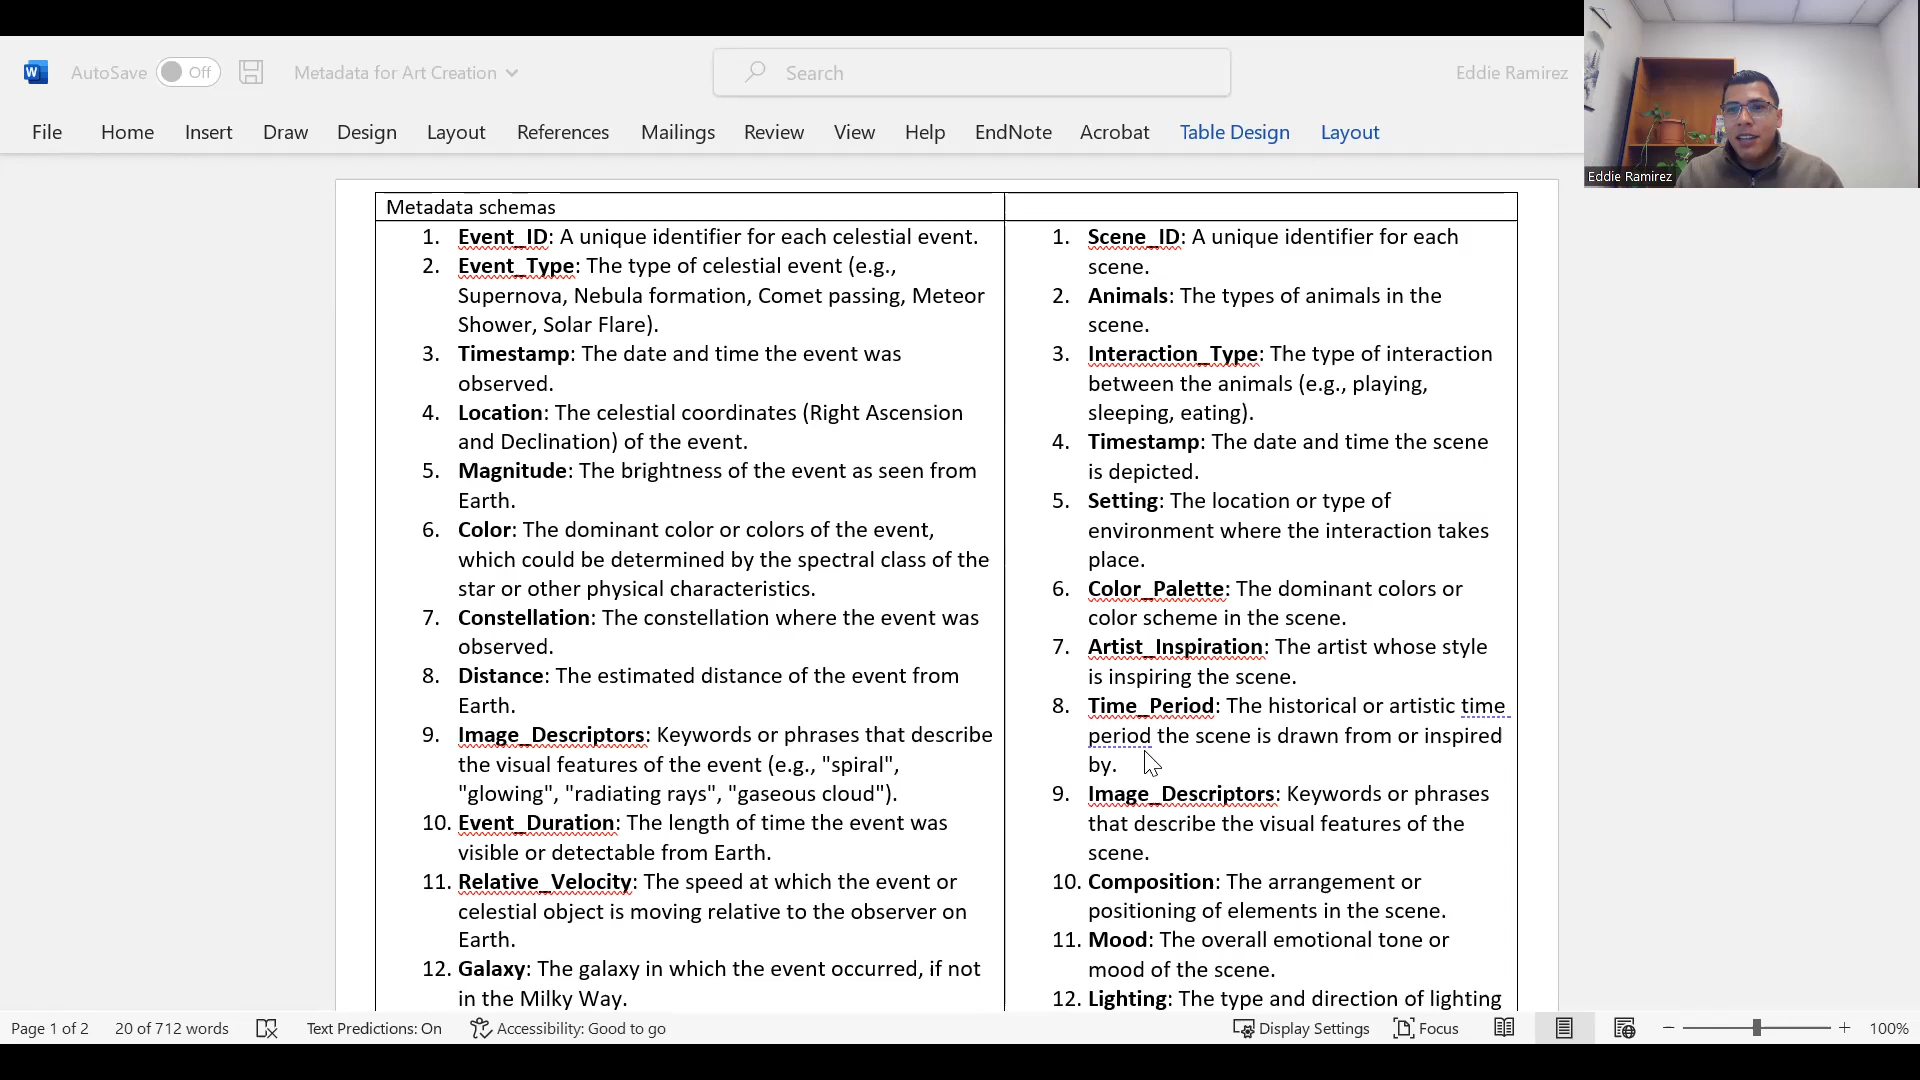 AutoSave Off Metadata for Art Creation Search Eddie Ramirez
File Home Insert Draw Design Layout References Mailings Review View Help EndNote Acrobat Table Design Layout
Eddie Ramirez
Metadata schemas
1. Event_ID: A unique identifier for each celestial event.
2. Event_Type: The type of celestial event (e.g.,
Supernova, Nebula formation, Comet passing, Meteor
Shower, Solar Flare).
3. Timestamp: The date and time the event was
observed.
4. Location: The celestial coordinates (Right Ascension
and Declination) of the event.
5. Magnitude: The brightness of the event as seen from
Earth.
6. Color: The dominant color or colors of the event,
which could be determined by the spectral class of the
star or other physical characteristics.
7. Constellation: The constellation where the event was
observed.
8. Distance: The estimated distance of the event from
Earth.
9. Image_Descriptors: Keywords or phrases that describe
the visual features of the event (e.g., "spiral",
"glowing", "radiating rays", "gaseous cloud").
10. Event_Duration: The length of time the event was
visible or detectable from Earth.
11. Relative_Velocity: The speed at which the event or
celestial object is moving relative to the observer on
Earth.
12. Galaxy: The galaxy in which the event occurred, if not
in the Milky Way.
1. Scene_ID: A unique identifier for each
scene.
2. Animals: The types of animals in the
scene.
3. Interaction_Type: The type of interaction
between the animals (e.g., playing,
sleeping, eating).
4. Timestamp: The date and time the scene
is depicted.
5. Setting: The location or type of
environment where the interaction takes
place.
6. Color_Palette: The dominant colors or
color scheme in the scene.
7. Artist_Inspiration: The artist whose style
is inspiring the scene.
8. Time_Period: The historical or artistic time
period the scene is drawn from or inspired
by.
9. Image_Descriptors: Keywords or phrases
that describe the visual features of the
scene.
10. Composition: The arrangement or
positioning of elements in the scene.
11. Mood: The overall emotional tone or
mood of the scene.
12. Lighting: The type and direction of lighting
Page 1 of 2 20 of 712 words Text Predictions: On Accessibility: Good to go Display Settings Focus 100%